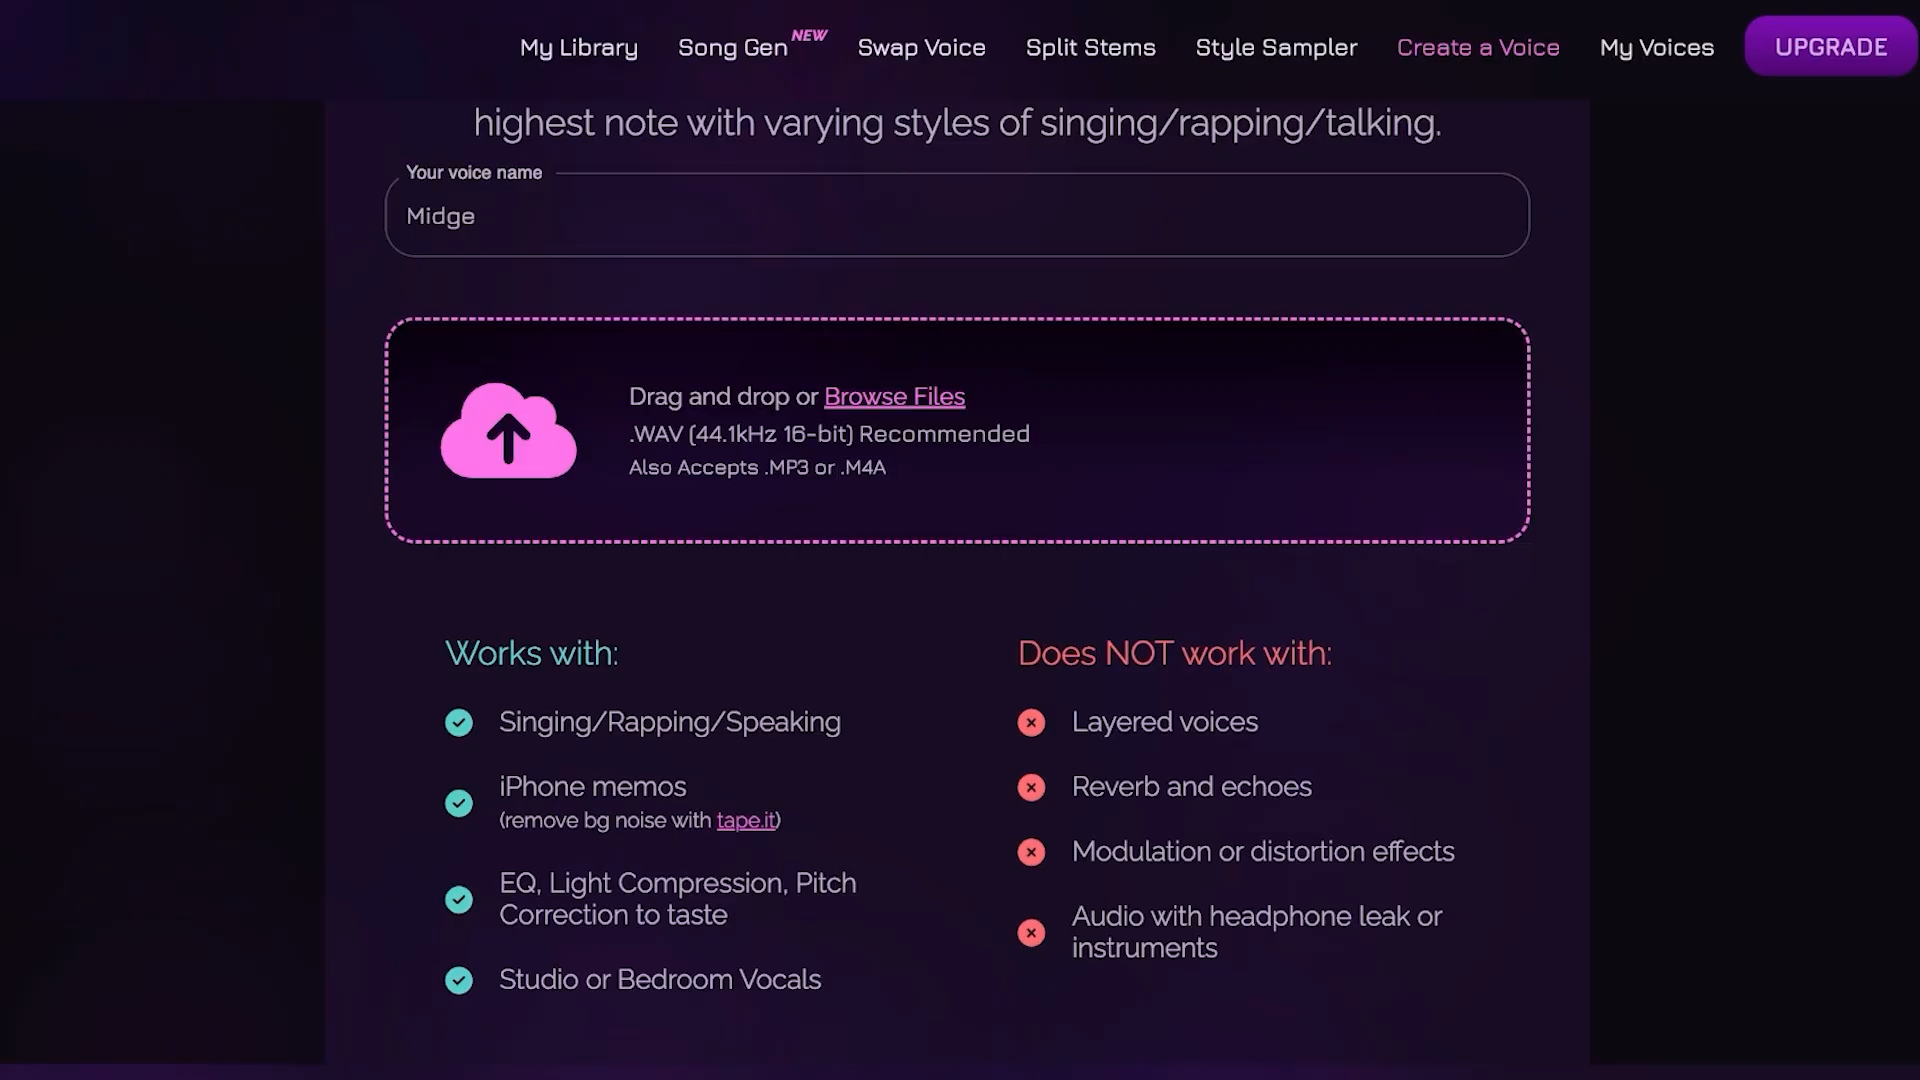 My Library Song Gen NEW Swap Voice Split Stems Style Sampler Create a Voice My Voices UPGRADE
highest note with varying styles of singing/rapping/talking.
Your voice name
Midge
Drag and drop or Browse Files
.WAV (44.1kHz 16-bit) Recommended
Also Accepts .MP3 or .M4A
Works with:
Singing/Rapping/Speaking
iPhone memos
(remove bg noise with tape.it)
EQ, Light Compression, Pitch
Correction to taste
Studio or Bedroom Vocals
Does NOT work with:
Layered voices
Reverb and echoes
Modulation or distortion effects
Audio with headphone leak or
instruments